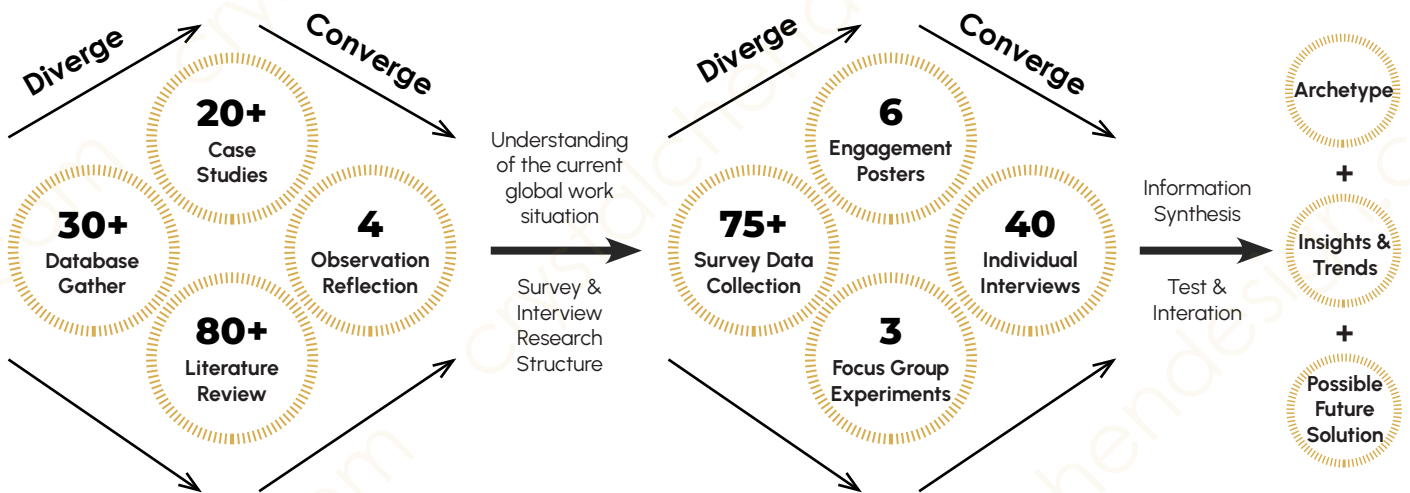 Diverge
Converge
20+
Case
Studies
30+
Database
Gather
4
Observation
Reflection
80+
Literature
Review
Understanding
of the current
global work
situation
Survey &
Interview
Research
Structure
Diverge
Converge
6
Engagement
Posters
75+
Survey Data
Collection
40
Individual
Interviews
3
Focus Group
Experiments
Information
Synthesis
Test &
Interation
Archetype
+
Insights &
Trends
+
Possible
Future
Solution